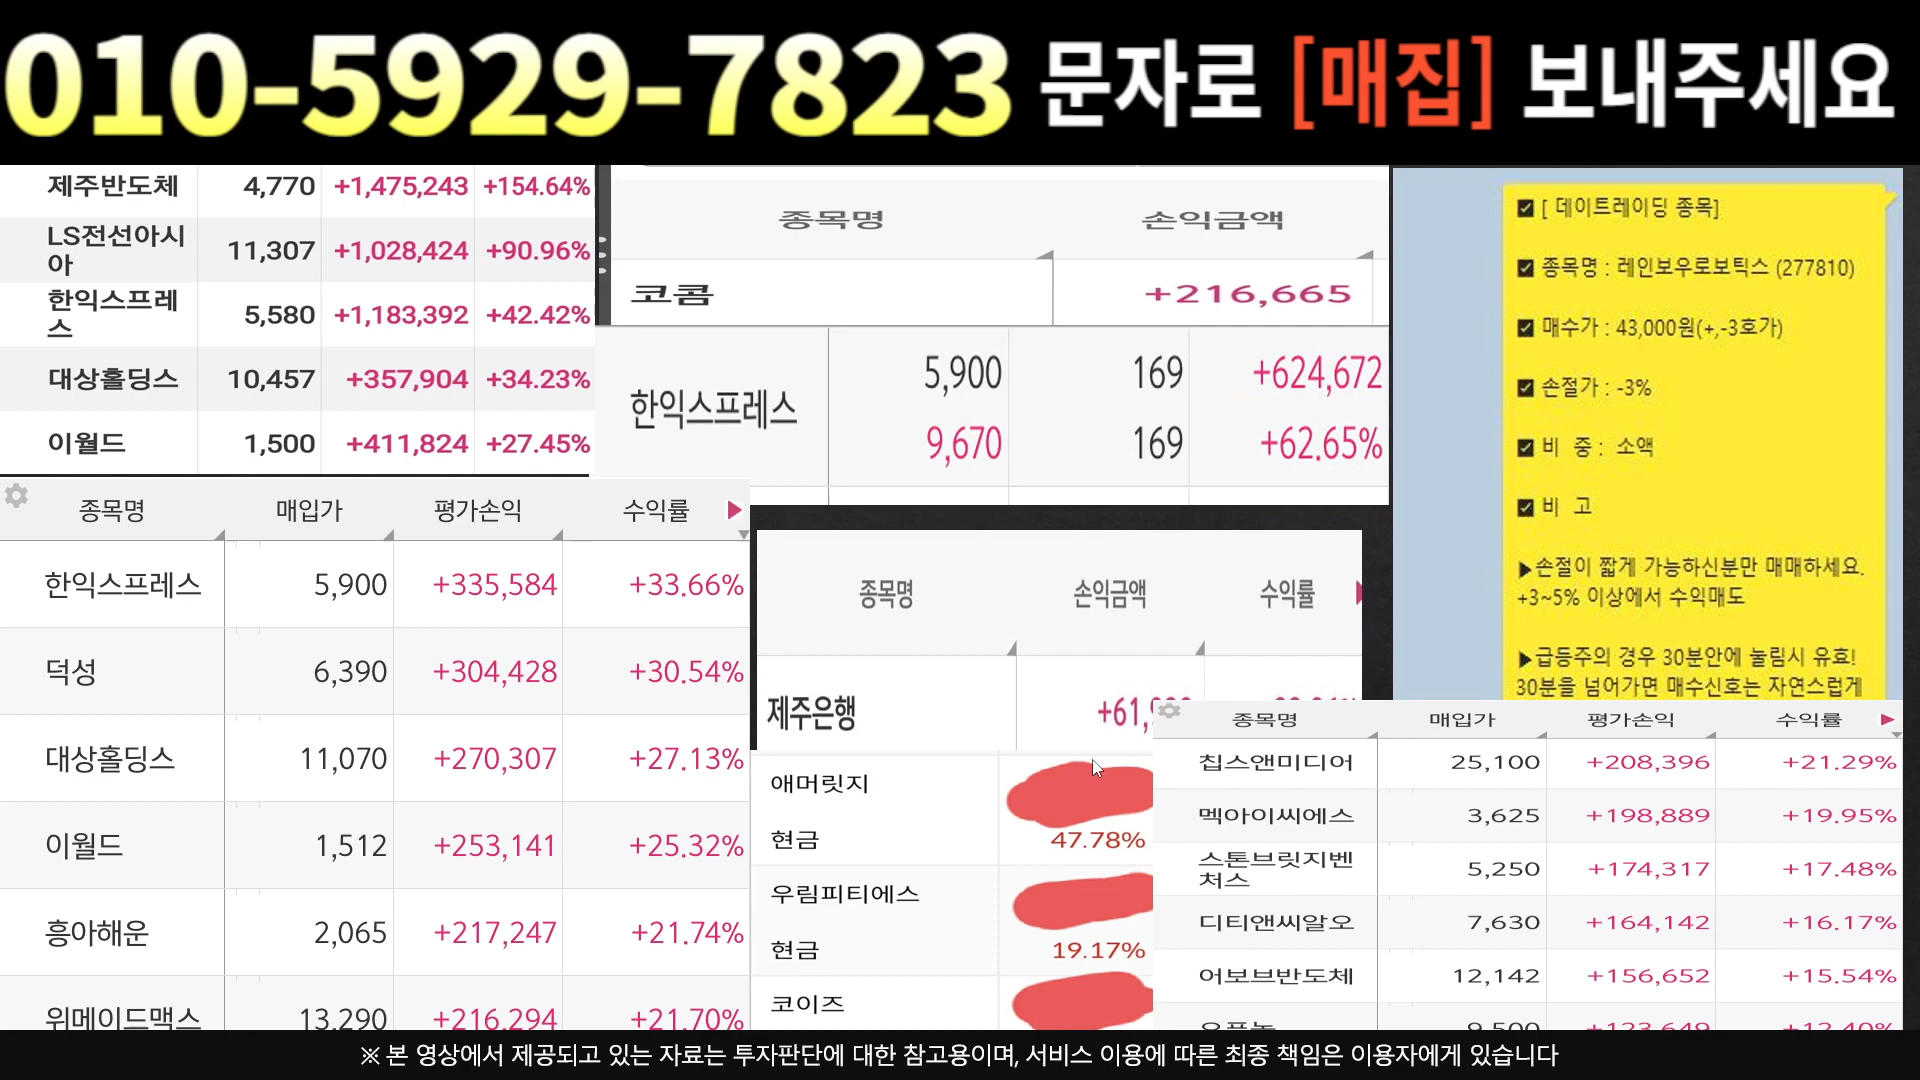 010-5929-7823 문자로 [매집] 보내주세요
제주반도체 4,770 +1,475,243 +154.64%
LS전선아시아 11,307 +1,028,424 +90.96%
한익스프레스 5,580 +1,183,392 +42.42%
대상홀딩스 10,457 +357,904 +34.23%
이월드 1,500 +411,824 +27.45%
종목명 손익금액
코콤 +216,665
한익스프레스
5,900 169 +624,672
9,670 169 +62.65%
☑ [ 데이트레이딩 종목]
☑ 종목명 : 레인보우로보틱스 (277810)
☑ 매수가 : 43,000원(+,-3호가)
☑ 손절가 : -3%
☑ 비 중 : 소액
☑ 비 고
▶손절이 짧게 가능하신분만 매매하세요.
+3~5% 이상에서 수익매도
▶급등주의 경우 30분안에 눌림시 유효!
30분을 넘어가면 매수신호는 자연스럽게
종목명 매입가 평가손익 수익률
한익스프레스 5,900 +335,584 +33.66%
덕성 6,390 +304,428 +30.54%
대상홀딩스 11,070 +270,307 +27.13%
이월드 1,512 +253,141 +25.32%
흥아해운 2,065 +217,247 +21.74%
위메이드맥스 13,290 +216,294 +21.70%
종목명 손익금액 수익률
제주은행 +61,
애머릿지
현금 47.78%
우림피티에스
현금 19.17%
코이즈
종목명 매입가 평가손익 수익률
칩스앤미디어 25,100 +208,396 +21.29%
멕아이씨에스 3,625 +198,889 +19.95%
스톤브릿지벤처스 5,250 +174,317 +17.48%
디티앤씨알오 7,630 +164,142 +16.17%
어보브반도체 12,142 +156,652 +15.54%
9,500 +123,649 +12.40%
※ 본 영상에서 제공되고 있는 자료는 투자판단에 대한 참고용이며, 서비스 이용에 따른 최종 책임은 이용자에게 있습니다